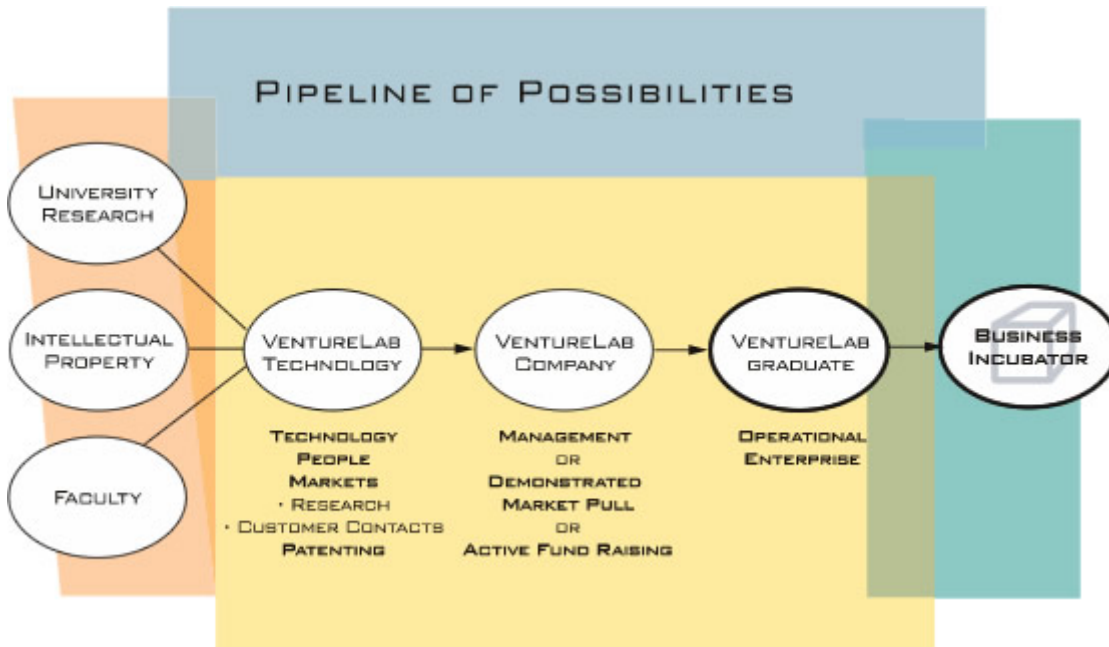 Pipeline of Possibilities
University
Research
Intellectual
Property
Faculty
VentureLab
Technology
VentureLab
Company
VentureLab
graduate
Business
Incubator
Technology
People
Markets
· Research
· Customer Contacts
Patenting
Management
or
Demonstrated
Market Pull
or
Active Fund Raising
Operational
Enterprise